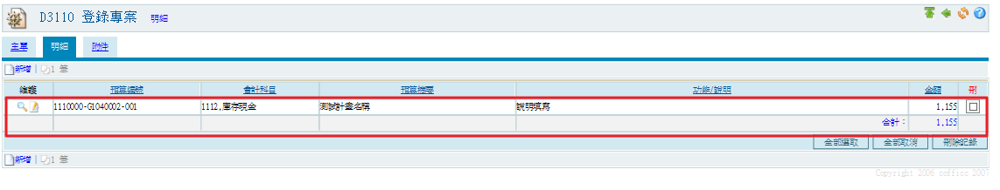 D3110 登錄專案 明細
主單 明細 附件
新增 | 1 筆
維護 預算編號 會計科目 預算摘要 功能/說明 金額 刪
1110000-G1040002-001 1112,庫存現金 測試計畫名稱 說明填寫 1,155
合計： 1,155
全部選取 全部取消 刪除記錄
新增 | 1 筆
Copyright 2005 ceffice 2007